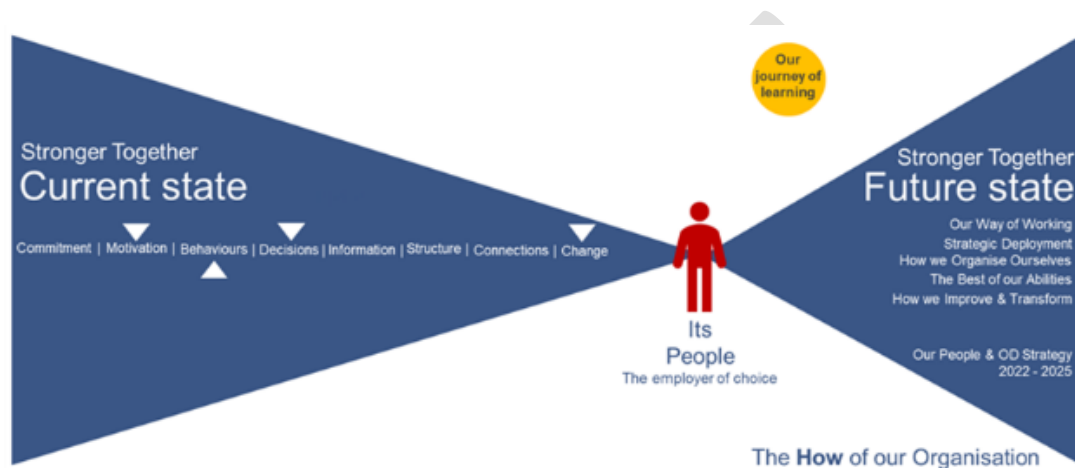 Our
journey of
learning
Stronger Together
Current state
Commitment | Motivation | Behaviours | Decisions | Information | Structure | Connections | Change
Its
People
The employer of choice
Stronger Together
Future state
Our Way of Working
Strategic Deployment
How we Organise Ourselves
The Best of our Abilities
How we Improve & Transform
Our People & OD Strategy
2022 - 2025
The How of our Organisation